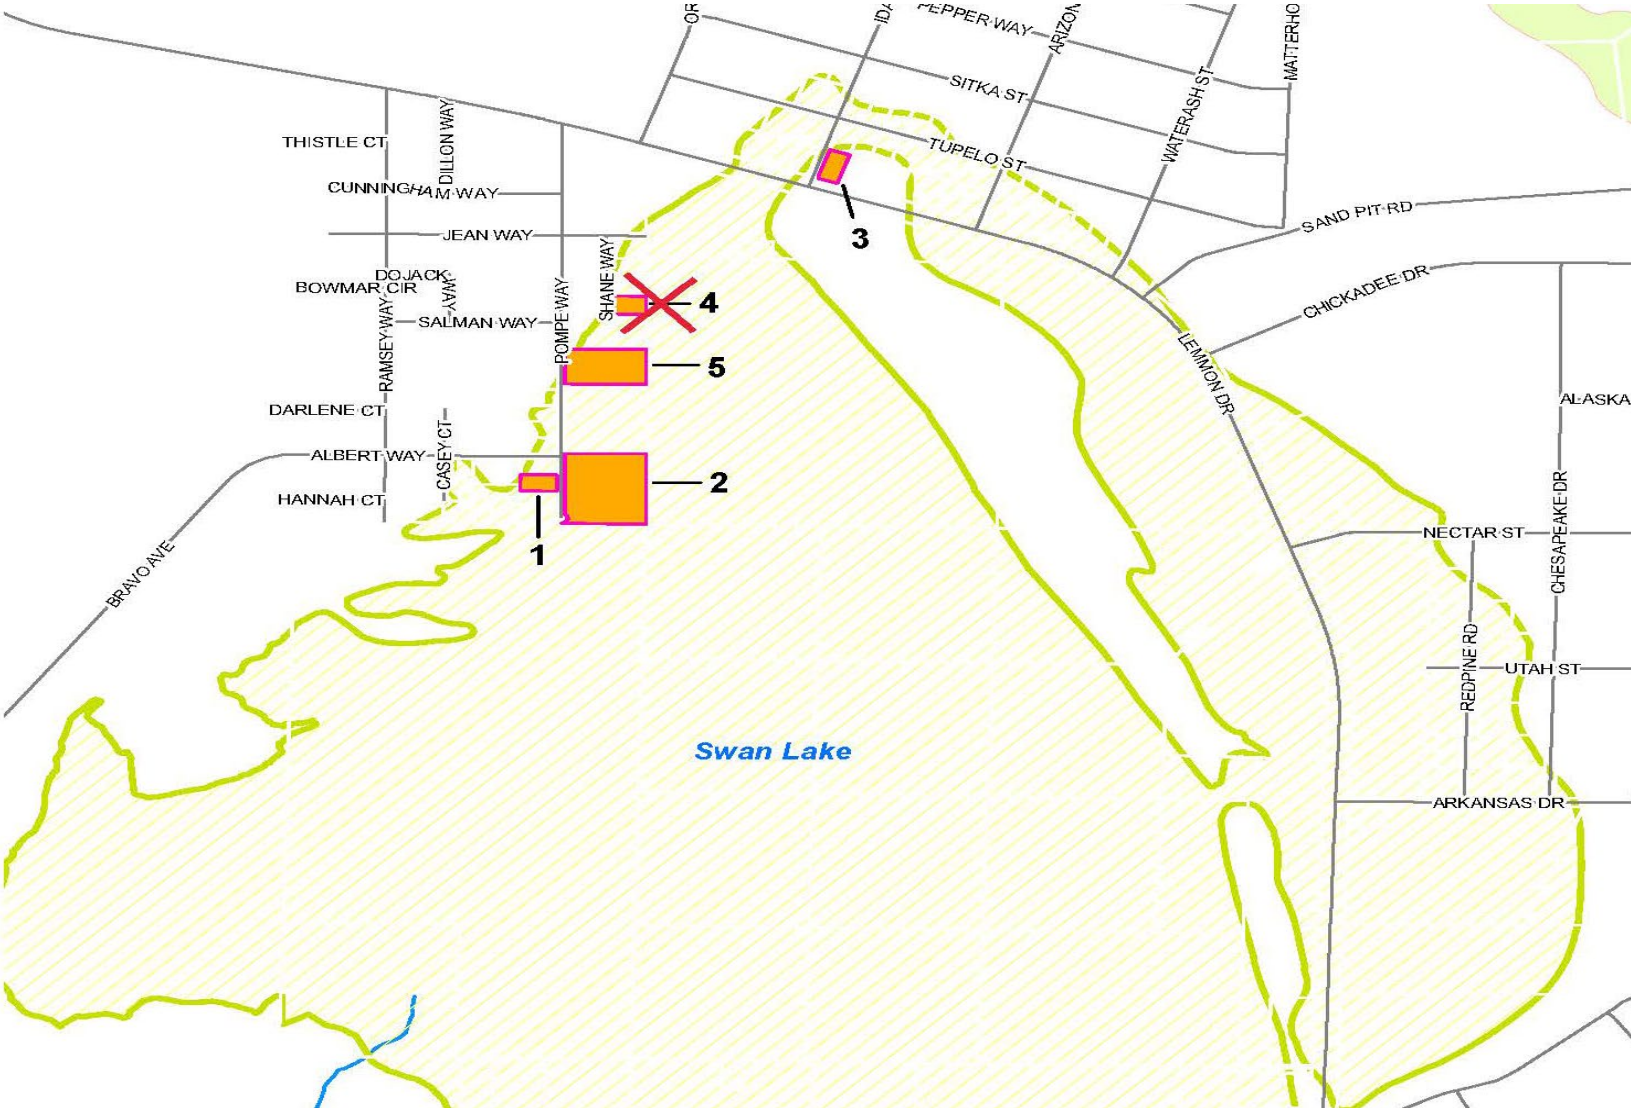 OR
IDA
PEPPER WAY
ARIZON
MATTERHO
SITKA ST
WATERASH ST
THISTLE CT
DILLON WAY
TUPELO ST
CUNNINGHAM WAY
SAND PIT RD
JEAN WAY
3
SHANE WAY
DOJACK WAY
BOWMAR CIR
CHICKADEE DR
4
RAMSEY WAY
SALMAN WAY
POMPE WAY
LEMMON DR
5
ALASKA
DARLENE CT
ALBERT WAY
CASEY CT
2
HANNAH CT
1
NECTAR ST
CHESAPEAKE DR
BRAVO AVE
REDPINE RD
UTAH ST
Swan Lake
ARKANSAS DR